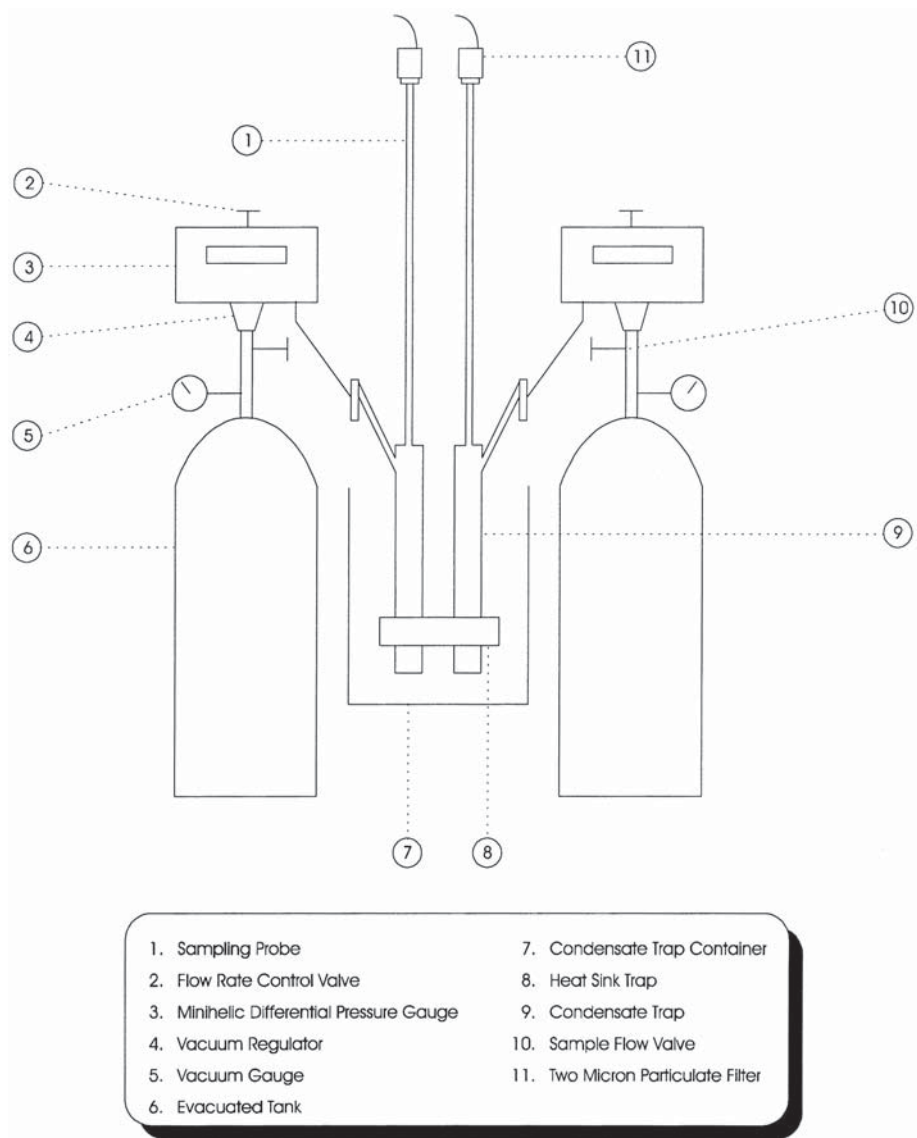 11
1
2
3
4
10
5
6
9
7
8
1. Sampling Probe
2. Flow Rate Control Valve
3. Minihelic Differential Pressure Gauge
4. Vacuum Regulator
5. Vacuum Gauge
6. Evacuated Tank
7. Condensate Trap Container
8. Heat Sink Trap
9. Condensate Trap
10. Sample Flow Valve
11. Two Micron Particulate Filter